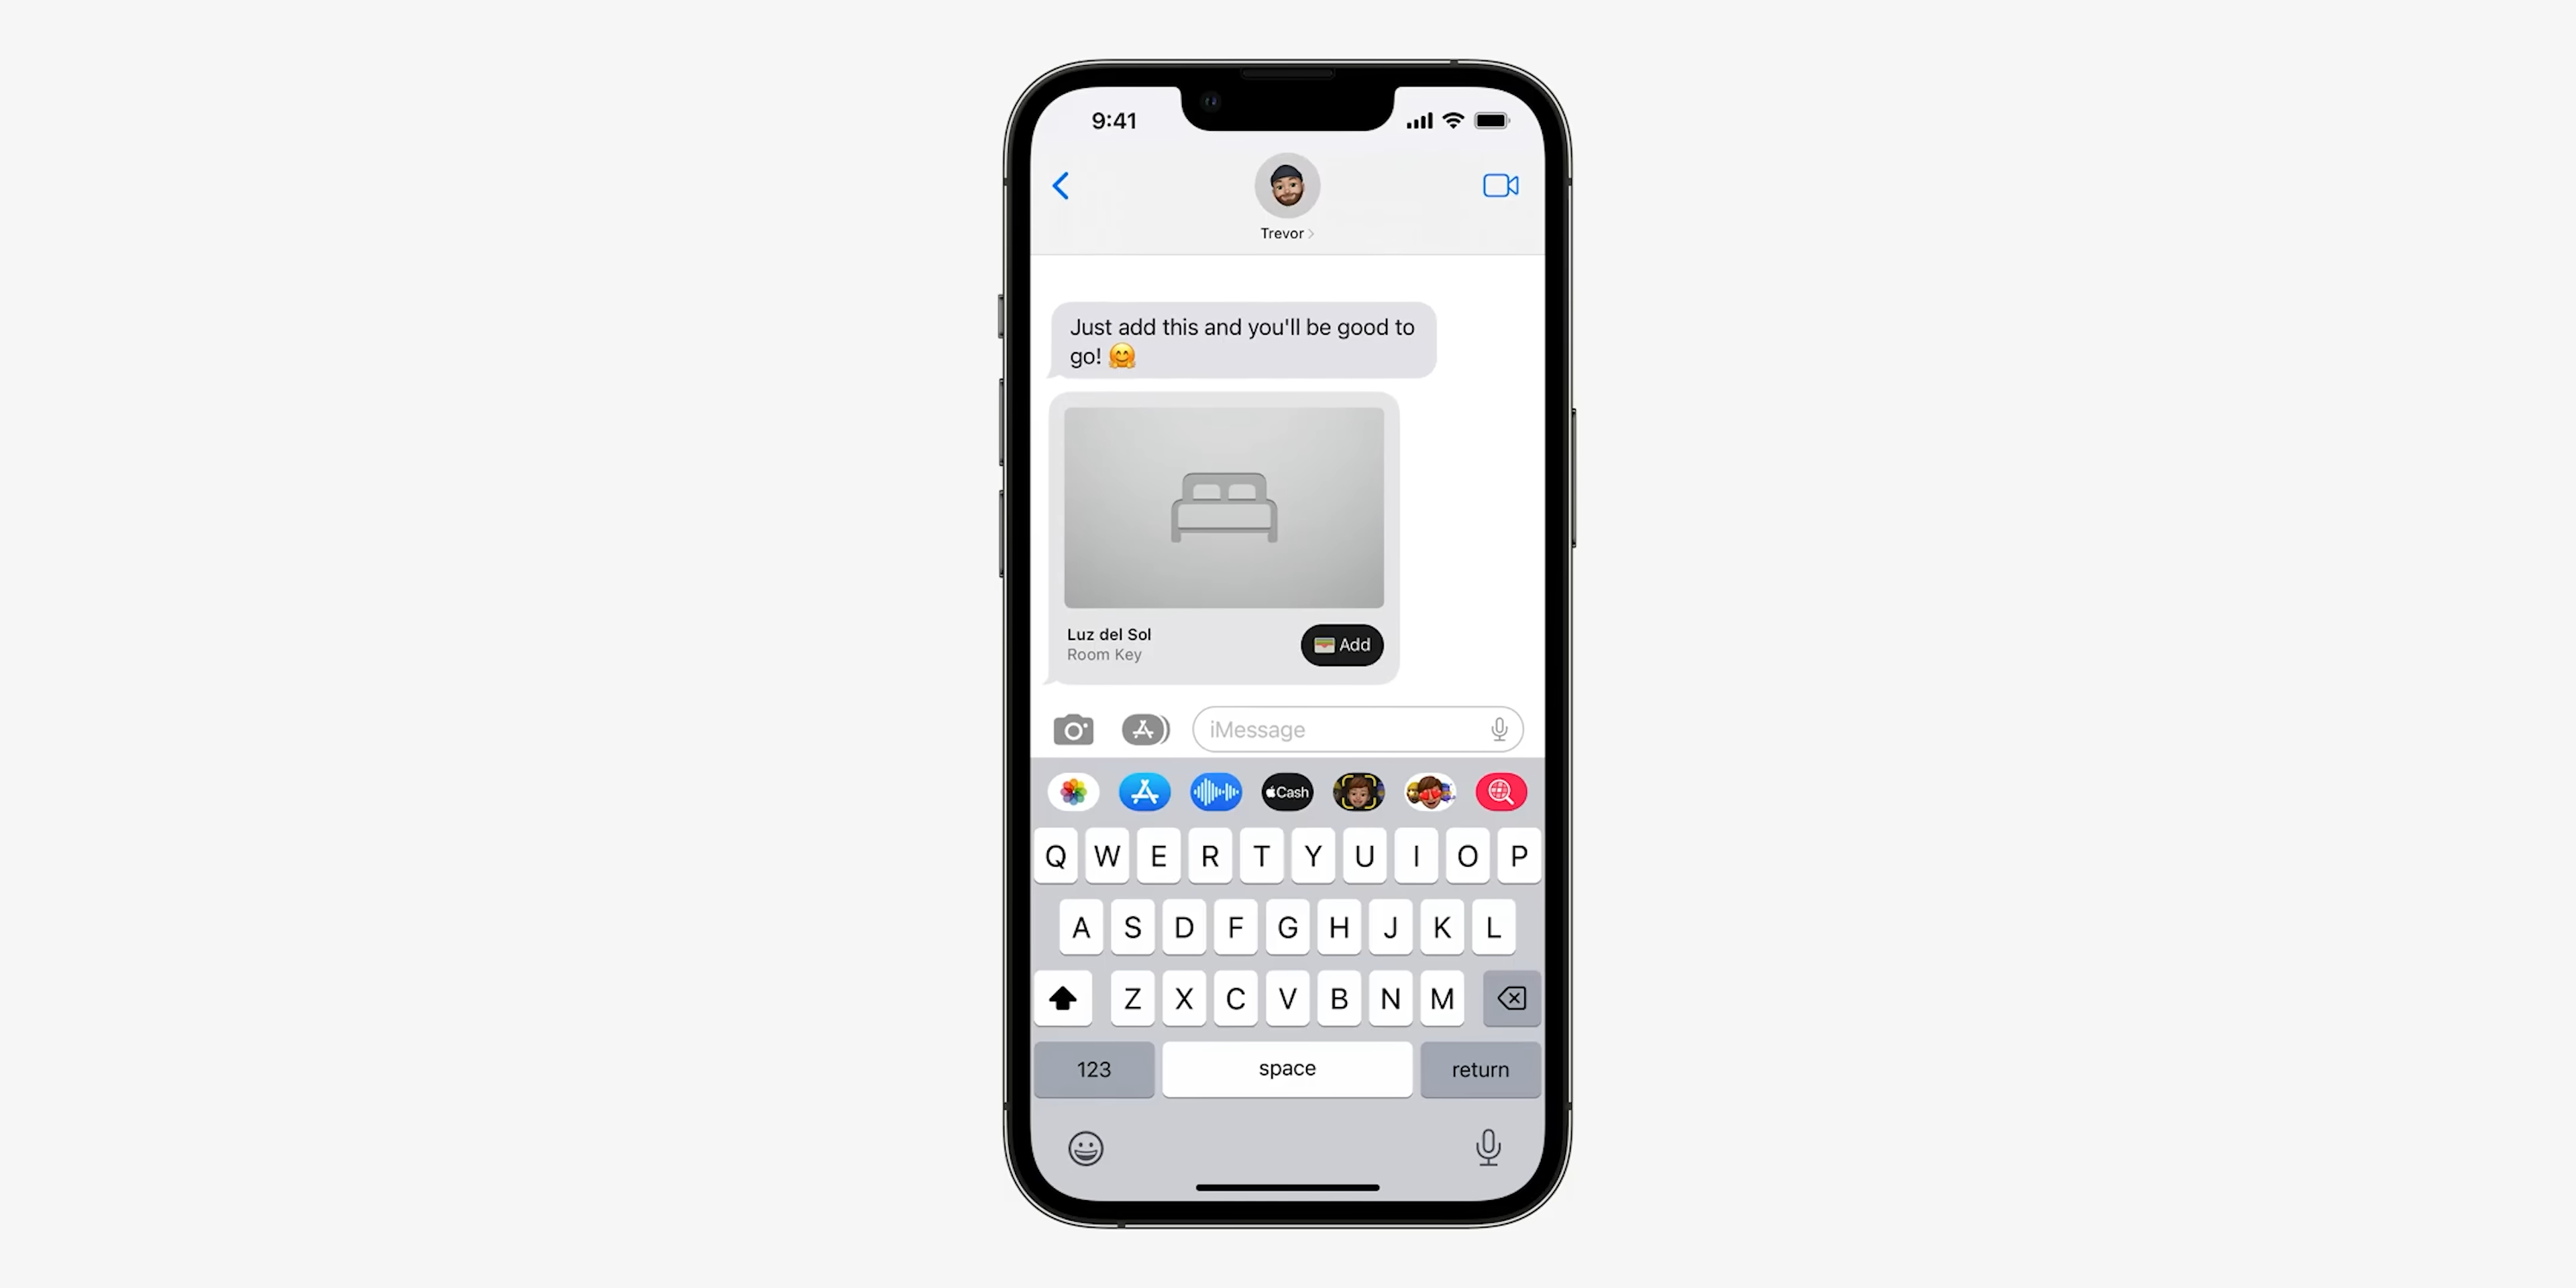 9:41
Trevor
Just add this and you'll be good to
go! 🤗
Luz del Sol
Room Key
Add
iMessage
Cash
Q W E R T Y U I O P
A S D F G H J K L
Z X C V B N M
123 space return